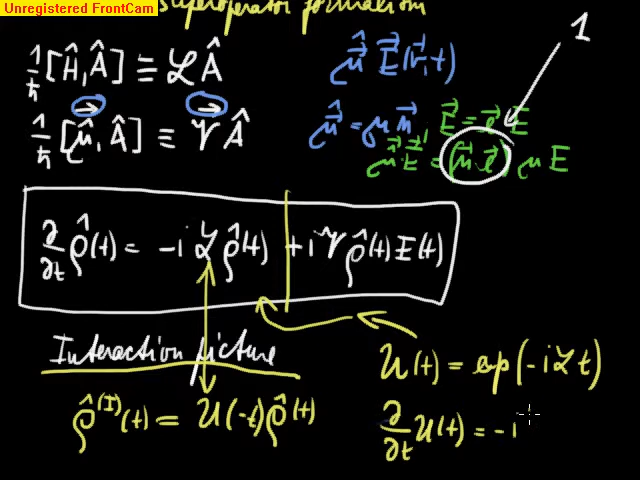 Unregistered FrontCam
Superoperator formalism
1/ħ [Ĥ, Â] ≡ ℒ Â
1/ħ [μ̂, Â] ≡ 𝒱 Â
μ̂⃗ E⃗(r⃗, t)
1
μ̂⃗ = μ n⃗ E⃗ = e⃗ E
μ⃗ · E⃗ = (n⃗ · e⃗) μ E
∂/∂t ρ̂(t) = -i ℒ ρ̂(t) + i 𝒱 ρ̂(t) E(t)
Interaction picture
U(t) = exp(-i ℒ t)
ρ̂^(I)(t) = U(-t) ρ̂(t)
∂/∂t U(t) = -i